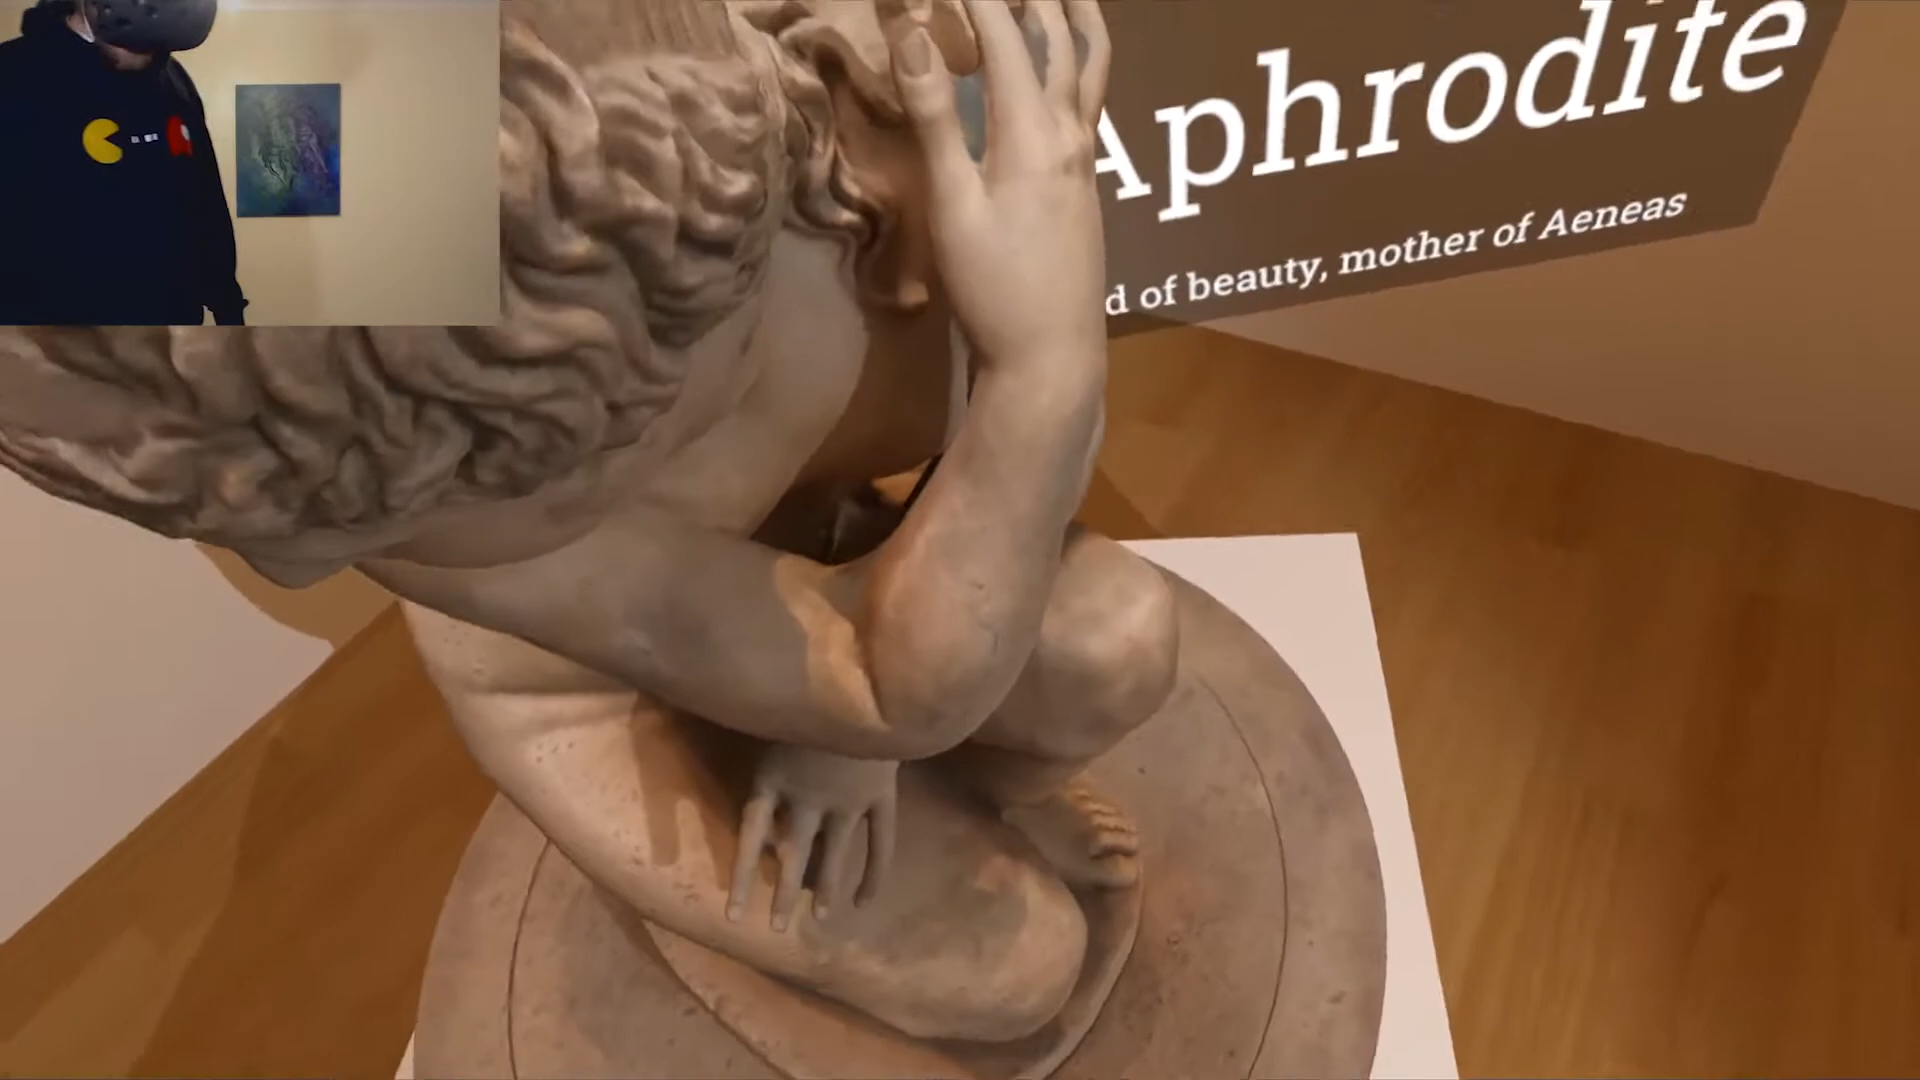 Aphrodite
d of beauty, mother of Aeneas